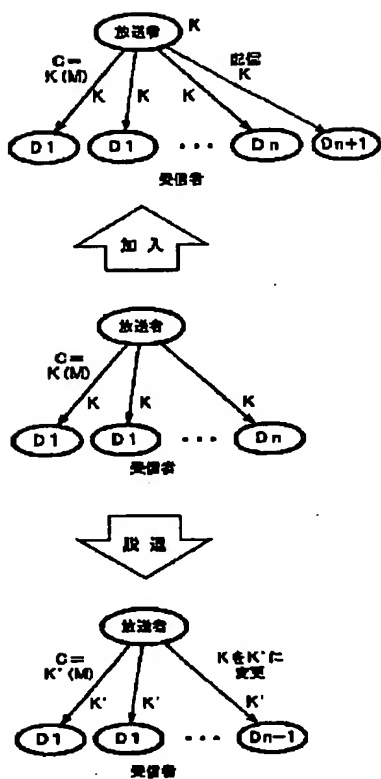 放送者 K
C=
K(M)
配信
K
K K K
D1 D1 ・・・ Dn Dn+1
受信者
加入
放送者
C=
K(M)
K K K
D1 D1 ・・・ Dn
受信者
脱退
放送者
C=
K'(M)
KをK'に
変更
K' K' K'
D1 D1 ・・・ Dn-1
受信者